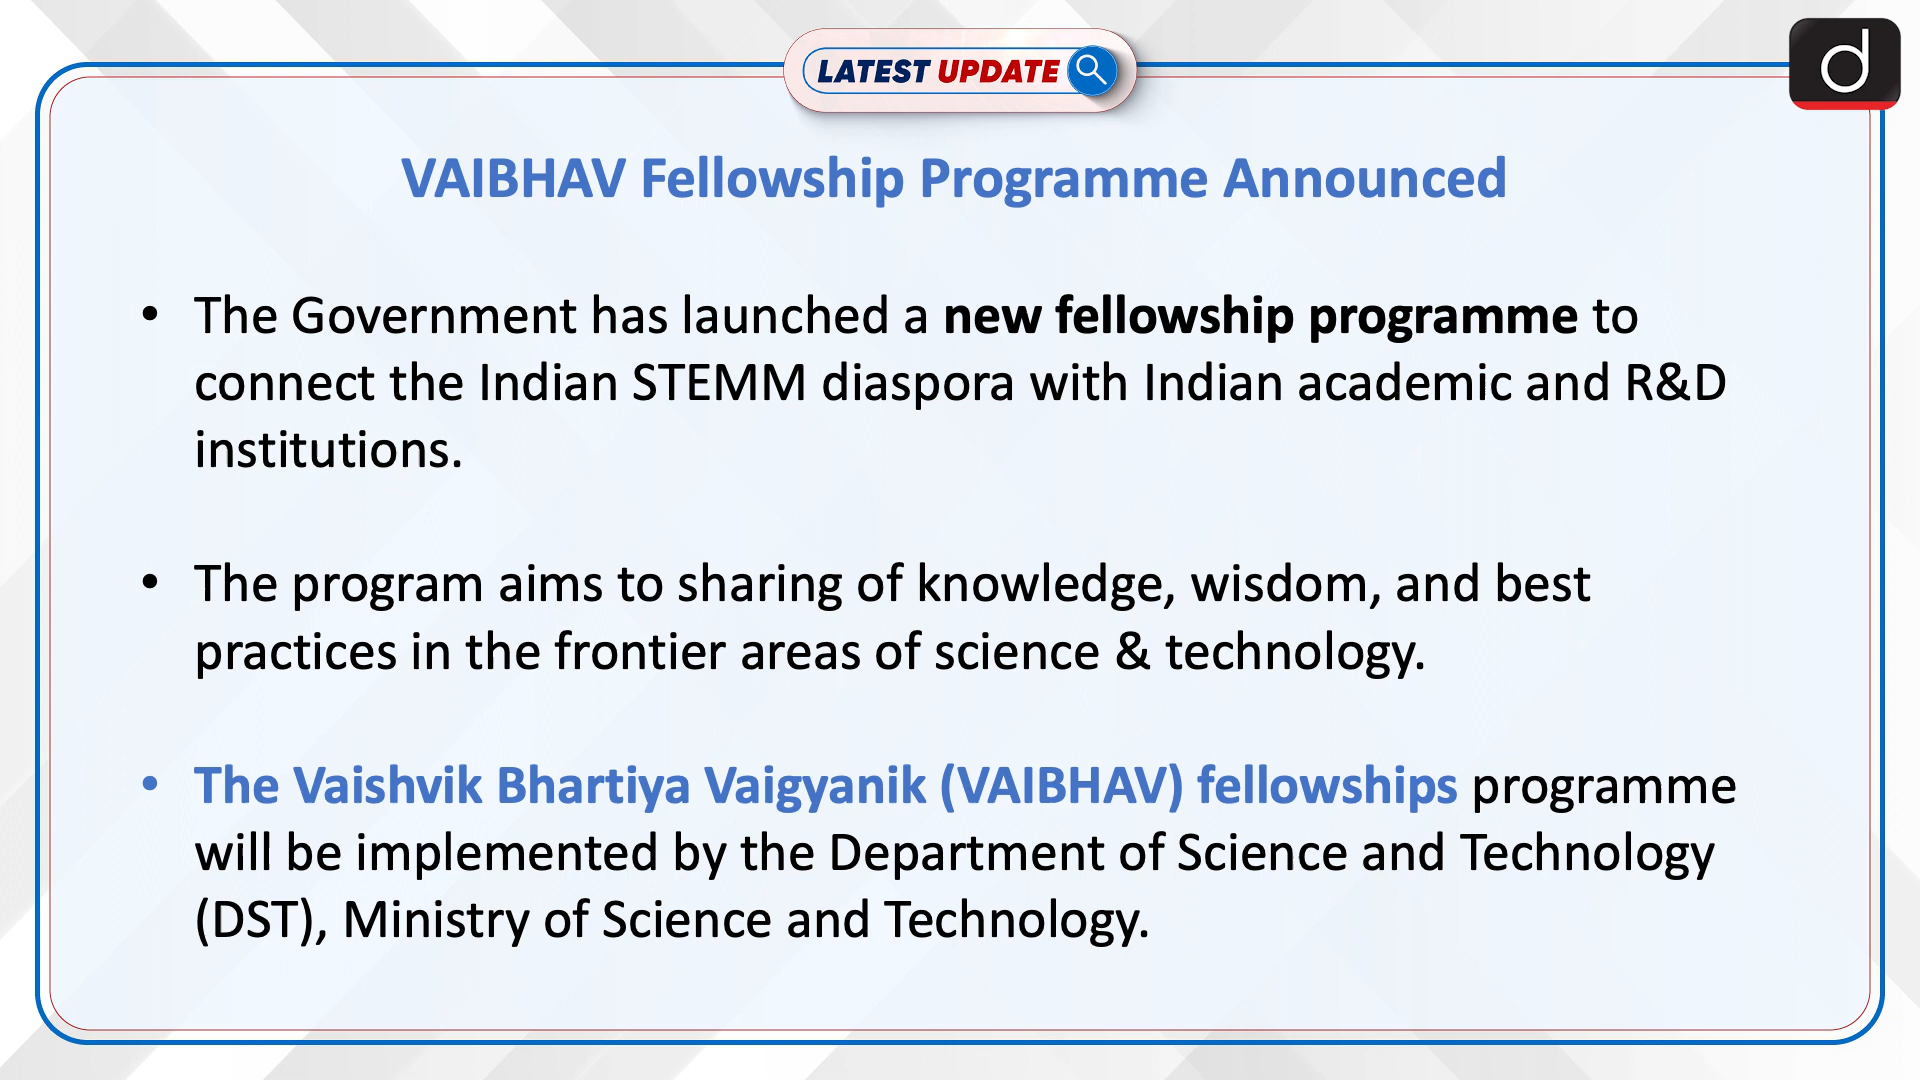 LATEST UPDATE
d
VAIBHAV Fellowship Programme Announced
• The Government has launched a new fellowship programme to
connect the Indian STEMM diaspora with Indian academic and R&D
institutions.
• The program aims to sharing of knowledge, wisdom, and best
practices in the frontier areas of science & technology.
• The Vaishvik Bhartiya Vaigyanik (VAIBHAV) fellowships programme
will be implemented by the Department of Science and Technology
(DST), Ministry of Science and Technology.